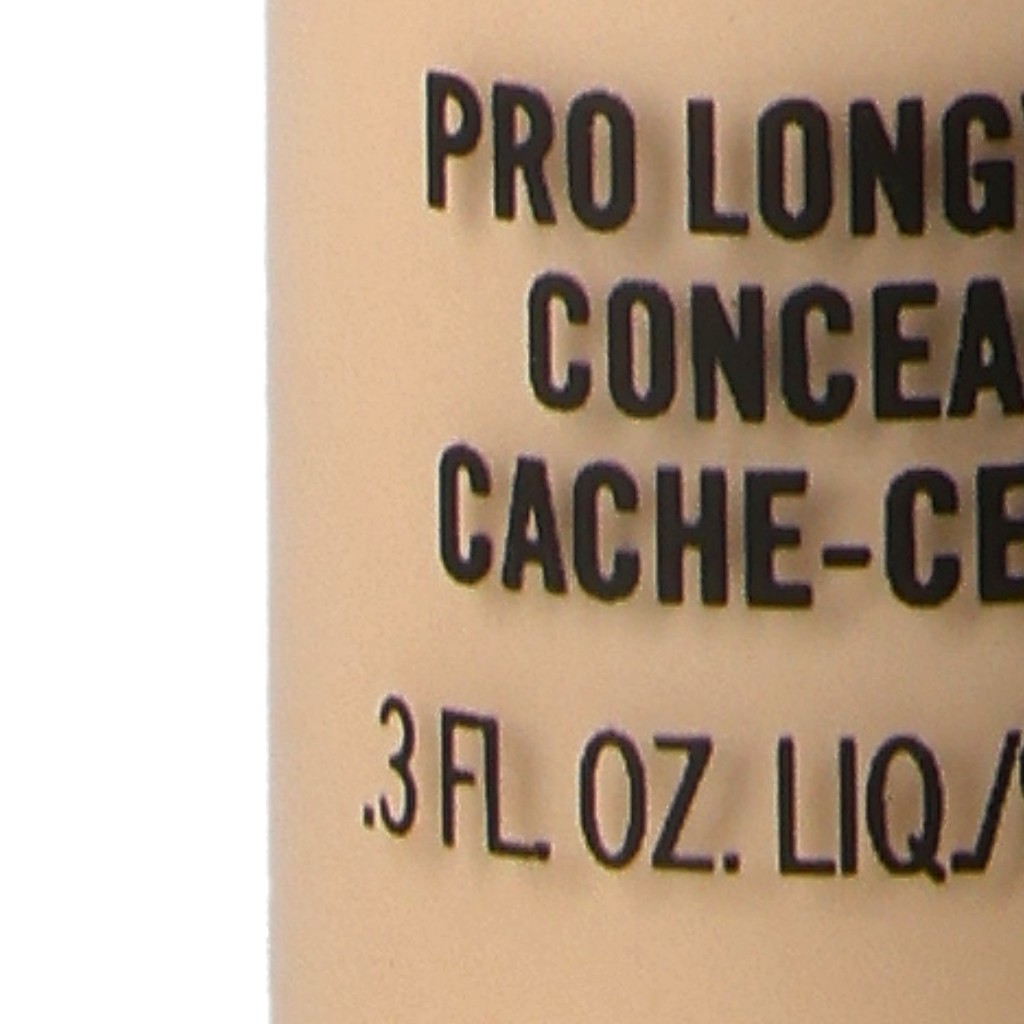 PRO LONG
CONCEA
CACHE-CE
.3 FL. OZ. LIQ./